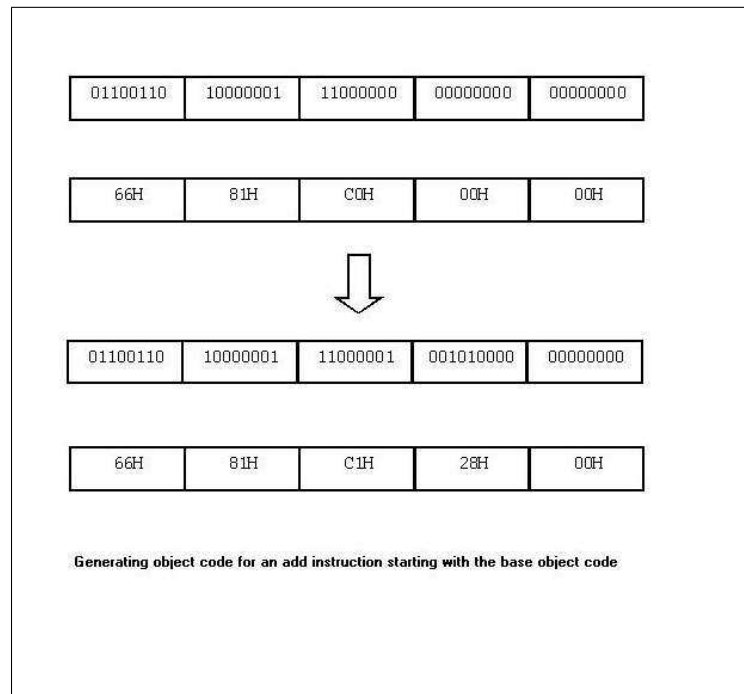 01100110 10000001 11000000 00000000 00000000
66H 81H C0H 00H 00H
01100110 10000001 11000001 001010000 00000000
66H 81H C1H 28H 00H
Generating object code for an add instruction starting with the base object code